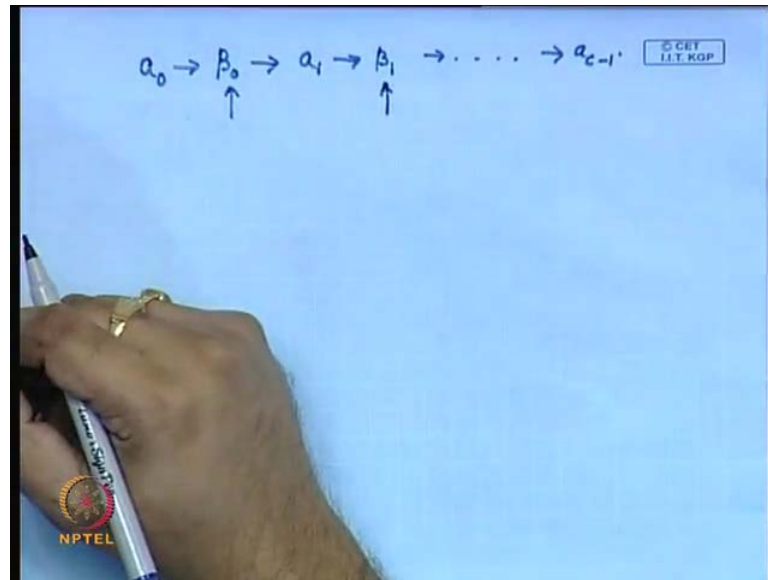 a₀ → β₀ → a₁ → β₁ → . . . . → a_{c-1}.
↑ ↑
© CET
I.I.T. KGP
NPTEL